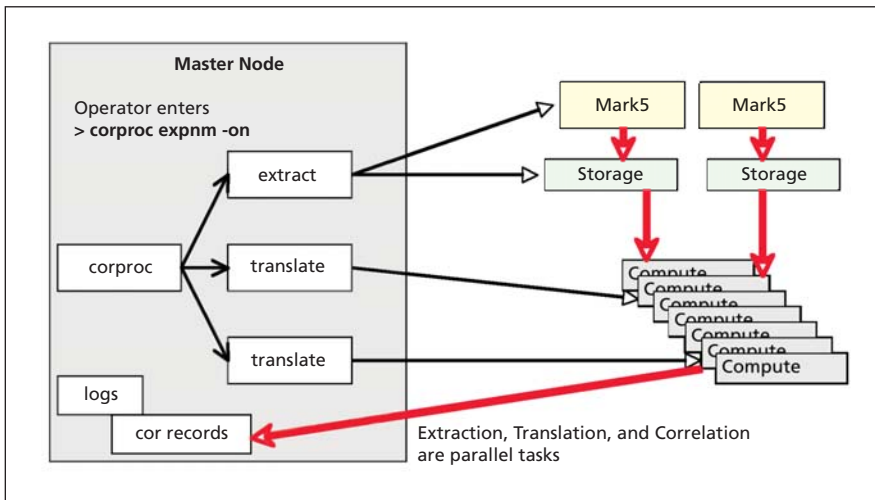 Master Node
Operator enters
> corproc expnm -on
Mark5
Mark5
extract
Storage
Storage
corproc
translate
translate
Compute
Compute
Compute
Compute
Compute
Compute
Compute
logs
cor records
Extraction, Translation, and Correlation
are parallel tasks